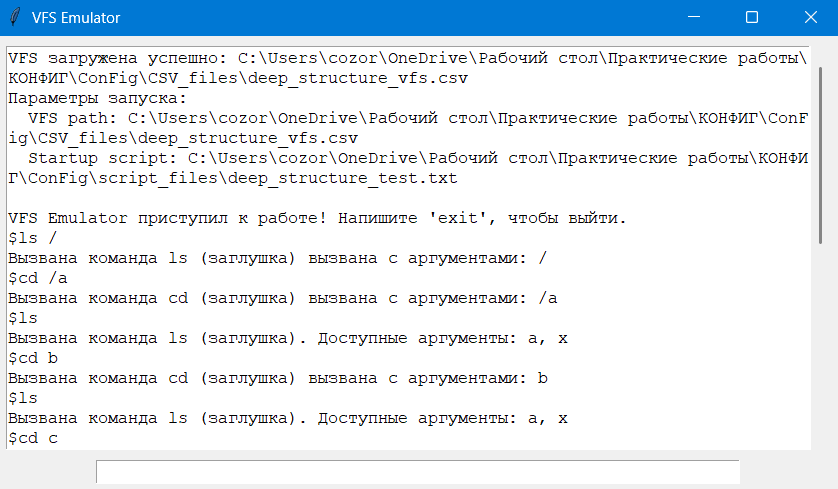 VFS Emulator
VFS загружена успешно: C:\Users\cozor\OneDrive\Рабочий стол\Практические работы\
КОНФИГ\ConFig\CSV_files\deep_structure_vfs.csv
Параметры запуска:
  VFS path: C:\Users\cozor\OneDrive\Рабочий стол\Практические работы\КОНФИГ\ConF
ig\CSV_files\deep_structure_vfs.csv
  Startup script: C:\Users\cozor\OneDrive\Рабочий стол\Практические работы\КОНФИ
Г\ConFig\script_files\deep_structure_test.txt
VFS Emulator приступил к работе! Напишите 'exit', чтобы выйти.
$ls /
Вызвана команда ls (заглушка) вызвана с аргументами: /
$cd /a
Вызвана команда cd (заглушка) вызвана с аргументами: /a
$ls
Вызвана команда ls (заглушка). Доступные аргументы: a, x
$cd b
Вызвана команда cd (заглушка) вызвана с аргументами: b
$ls
Вызвана команда ls (заглушка). Доступные аргументы: a, x
$cd c